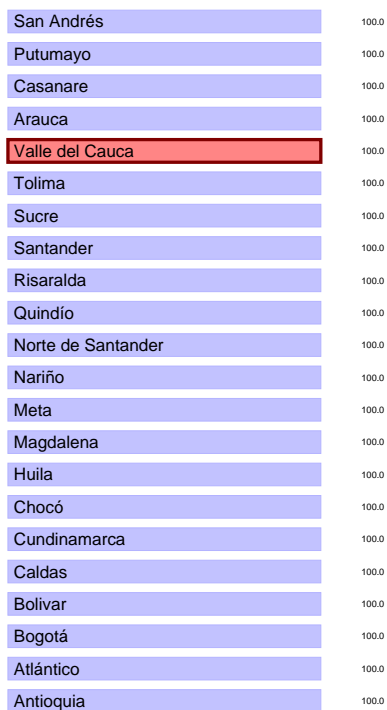 San Andrés 100.0
Putumayo 100.0
Casanare 100.0
Arauca 100.0
Valle del Cauca 100.0
Tolima 100.0
Sucre 100.0
Santander 100.0
Risaralda 100.0
Quindío 100.0
Norte de Santander 100.0
Nariño 100.0
Meta 100.0
Magdalena 100.0
Huila 100.0
Chocó 100.0
Cundinamarca 100.0
Caldas 100.0
Bolivar 100.0
Bogotá 100.0
Atlántico 100.0
Antioquia 100.0